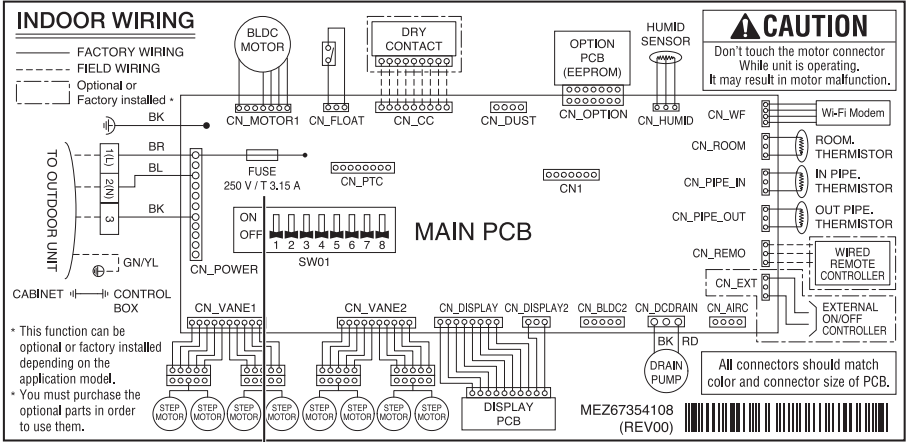 INDOOR WIRING
FACTORY WIRING
FIELD WIRING
Optional or
Factory installed *
BLDC
MOTOR
DRY
CONTACT
OPTION
PCB
(EEPROM)
HUMID
SENSOR
CAUTION
Don't touch the motor connector
While unit is operating.
It may result in motor malfunction.
CN_MOTOR1
CN_FLOAT
CN_CC
CN_DUST
CN_OPTION
CN_HUMID
CN_WF
Wi-Fi Modem
BK
TO OUTDOOR UNIT
1(L)
2(N)
3
BR
BL
BK
GN/YL
FUSE
250 V / T 3.15 A
CN_PTC
CN1
CN_ROOM
ROOM.
THERMISTOR
CN_PIPE_IN
IN PIPE.
THERMISTOR
CN_PIPE_OUT
OUT PIPE.
THERMISTOR
ON
OFF
1 2 3 4 5 6 7 8
SW01
MAIN PCB
CN_POWER
CN_REMO
WIRED
REMOTE
CONTROLLER
CN_EXT
EXTERNAL
ON/OFF
CONTROLLER
CABINET
CONTROL
BOX
CN_VANE1
CN_VANE2
CN_DISPLAY
CN_DISPLAY2
CN_BLDC2
CN_DCDRAIN
CN_AIRC
BK RD
DRAIN
PUMP
* This function can be
optional or factory installed
depending on the
application model.
* You must purchase the
optional parts in order
to use them.
STEP
MOTOR
STEP
MOTOR
STEP
MOTOR
STEP
MOTOR
STEP
MOTOR
STEP
MOTOR
STEP
MOTOR
STEP
MOTOR
DISPLAY
PCB
All connectors should match
color and connector size of PCB.
MEZ67354108
(REV00)